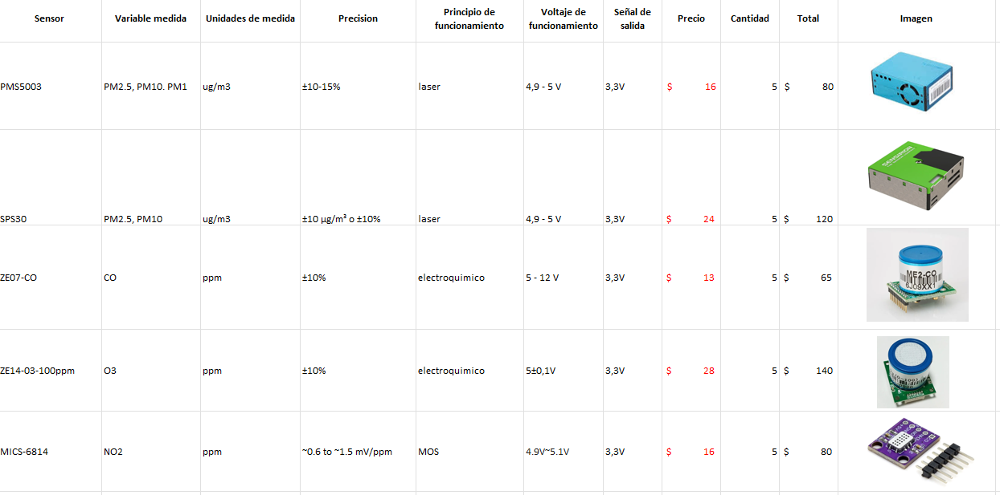 Sensor Variable medida Unidades de medida Precision Principio de funcionamiento Voltaje de funcionamiento Señal de salida Precio Cantidad Total Imagen
PMS5003 PM2.5, PM10. PM1 ug/m3 ±10-15% laser 4,9 - 5 V 3,3V $ 16 5 $ 80
SENSIRION
SPS30 PM2.5, PM10 ug/m3 ±10 µg/m³ o ±10% laser 4,9 - 5 V 3,3V $ 24 5 $ 120
ZE07-CO CO ppm ±10% electroquimico 5 - 12 V 3,3V $ 13 5 $ 65
ME2-CO
6J09XX1
ZE14-03-100ppm O3 ppm ±10% electroquimico 5±0,1V 3,3V $ 28 5 $ 140
MICS-6814 NO2 ppm ~0.6 to ~1.5 mV/ppm MOS 4.9V~5.1V 3,3V $ 16 5 $ 80